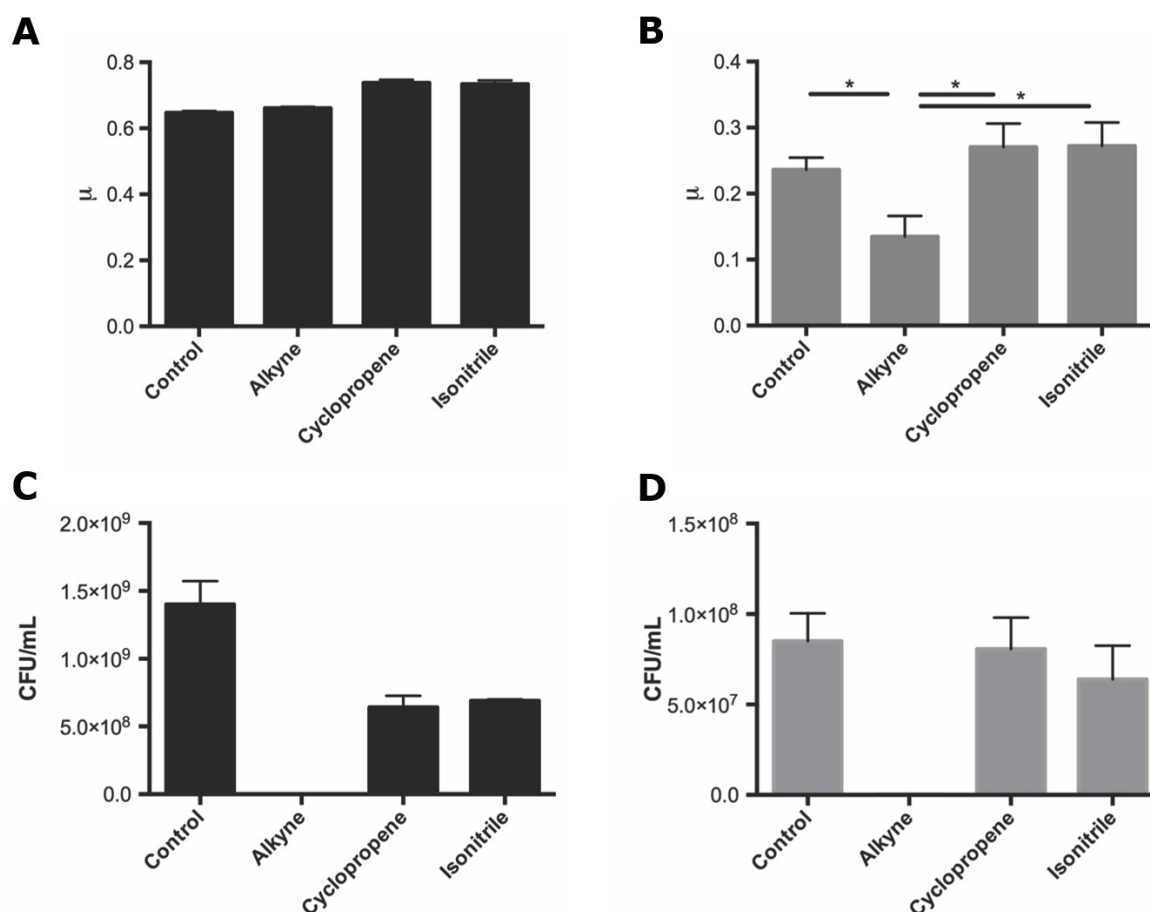 A
0.8
0.6
0.4
0.2
0.0
μ
Control
Alkyne
Cyclopropene
Isonitrile
B
0.4
0.3
0.2
0.1
0.0
μ
* *
*
Control
Alkyne
Cyclopropene
Isonitrile
C
2.0×10⁹
1.5×10⁹
1.0×10⁹
5.0×10⁸
0.0
CFU/mL
Control
Alkyne
Cyclopropene
Isonitrile
D
1.5×10⁸
1.0×10⁸
5.0×10⁷
0.0
CFU/mL
Control
Alkyne
Cyclopropene
Isonitrile